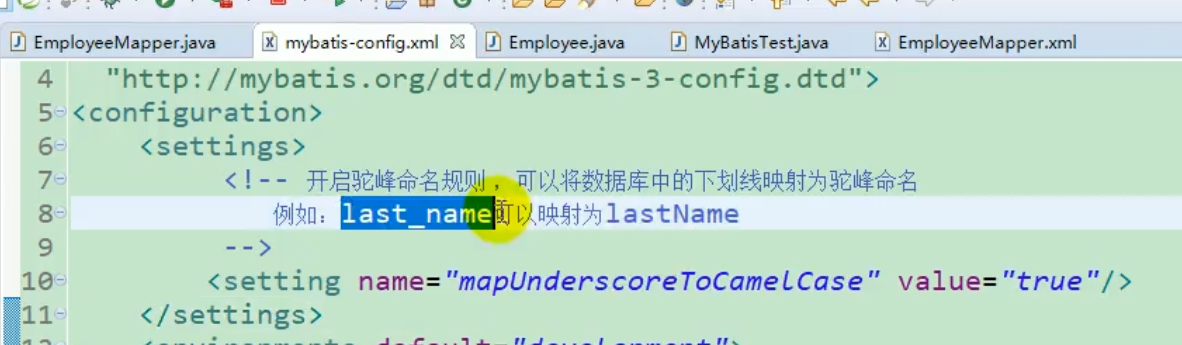 EmployeeMapper.java mybatis-config.xml Employee.java MyBatisTest.java EmployeeMapper.xml
4 "http://mybatis.org/dtd/mybatis-3-config.dtd">
5 <configuration>
6 <settings>
7 <!-- 开启驼峰命名规则，可以将数据库中的下划线映射为驼峰命名
8 例如：last_name可以映射为lastName
9 -->
10 <setting name="mapUnderscoreToCamelCase" value="true"/>
11 </settings>
12 <environments default="development">